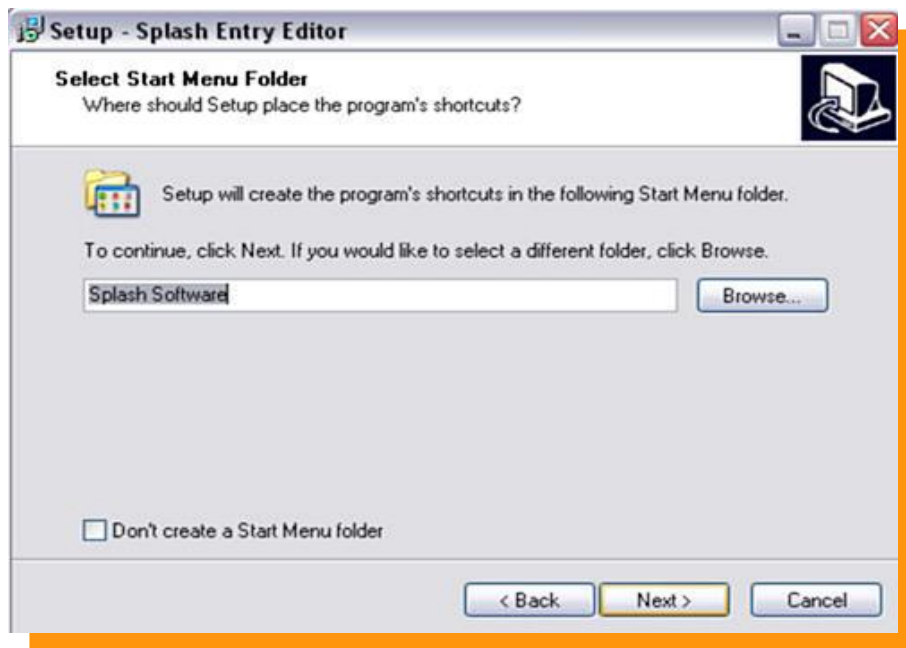 Setup - Splash Entry Editor
Select Start Menu Folder
Where should Setup place the program's shortcuts?
Setup will create the program's shortcuts in the following Start Menu folder.
To continue, click Next. If you would like to select a different folder, click Browse.
Splash Software
Browse...
Don't create a Start Menu folder
< Back
Next >
Cancel